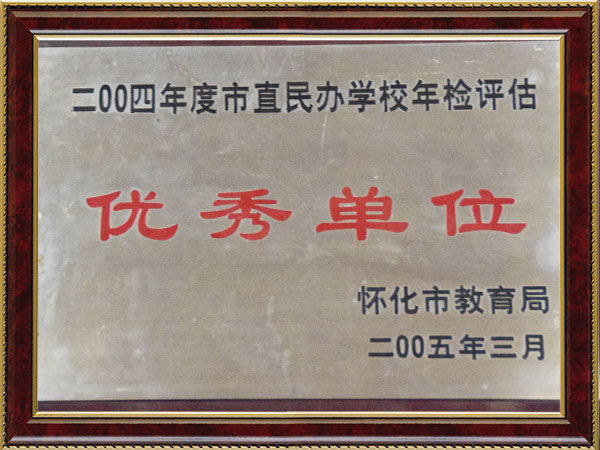 二00四年度市直民办学校年检评估
优秀单位
怀化市教育局
二00五年三月